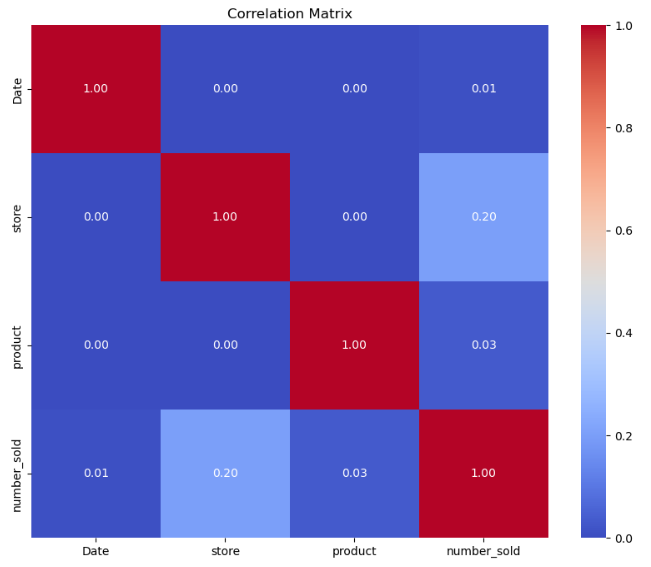 Correlation Matrix
Date
1.00 0.00 0.00 0.01
store
0.00 1.00 0.00 0.20
product
0.00 0.00 1.00 0.03
number_sold
0.01 0.20 0.03 1.00
Date store product number_sold
1.0
0.8
0.6
0.4
0.2
0.0